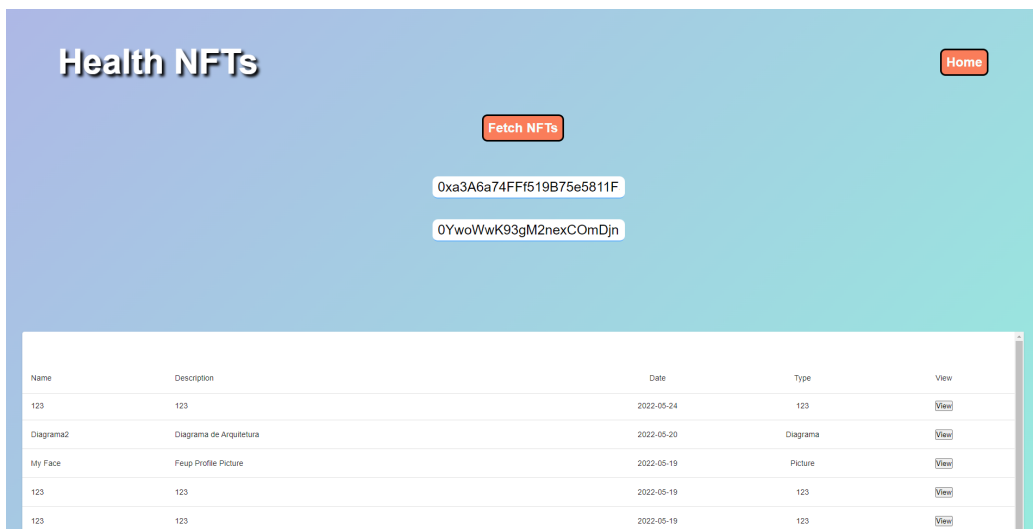 Health NFTs Home
Fetch NFTs
0xa3A6a74FFf519B75e5811F
0YwoWwK93gM2nexCOmDjn
Name Description Date Type View
123 123 2022-05-24 123 View
Diagrama2 Diagrama de Arquitetura 2022-05-20 Diagrama View
My Face Feup Profile Picture 2022-05-19 Picture View
123 123 2022-05-19 123 View
123 123 2022-05-19 123 View